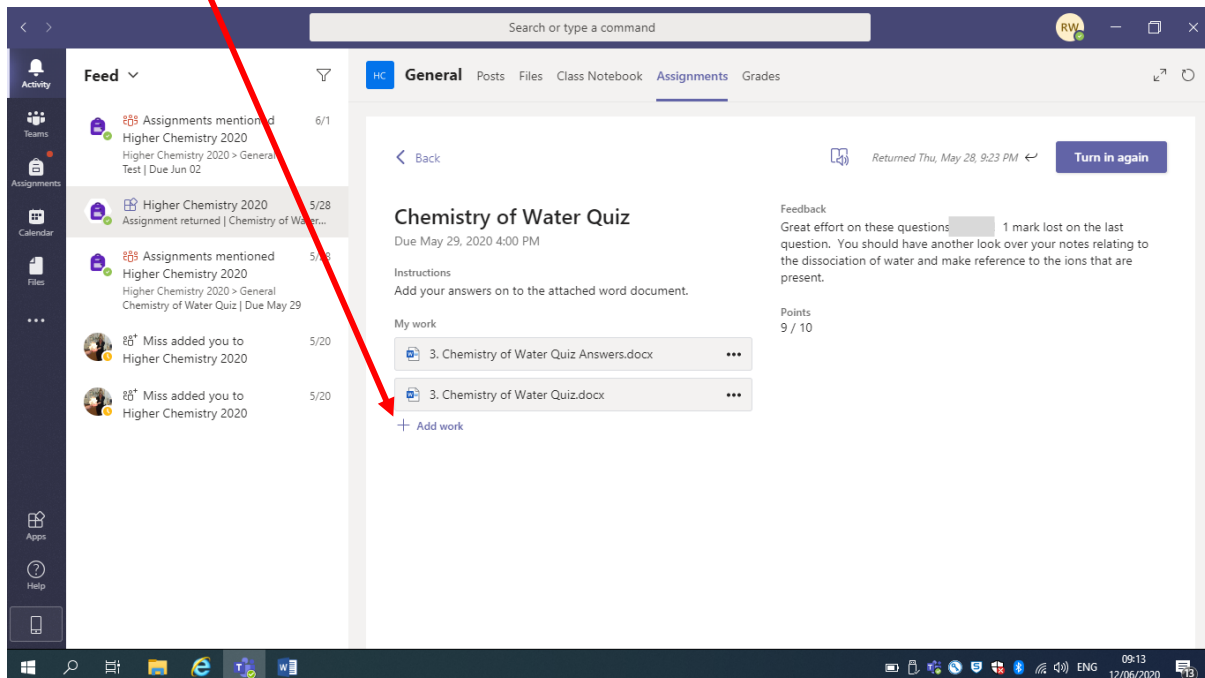 Search or type a command
RW
Activity
Teams
Assignments
Calendar
Files
Apps
Help
Feed
Assignments mentioned 6/1
Higher Chemistry 2020
Higher Chemistry 2020 > General
Test | Due Jun 02
Higher Chemistry 2020 5/28
Assignment returned | Chemistry of Water...
Assignments mentioned 5/28
Higher Chemistry 2020
Higher Chemistry 2020 > General
Chemistry of Water Quiz | Due May 29
Miss added you to 5/20
Higher Chemistry 2020
Miss added you to 5/20
Higher Chemistry 2020
HC General Posts Files Class Notebook Assignments Grades
Back
Returned Thu, May 28, 9:23 PM
Turn in again
Chemistry of Water Quiz
Due May 29, 2020 4:00 PM
Instructions
Add your answers on to the attached word document.
My work
3. Chemistry of Water Quiz Answers.docx
3. Chemistry of Water Quiz.docx
+ Add work
Feedback
Great effort on these questions 1 mark lost on the last
question. You should have another look over your notes relating to
the dissociation of water and make reference to the ions that are
present.
Points
9 / 10
ENG
09:13
12/06/2020
13